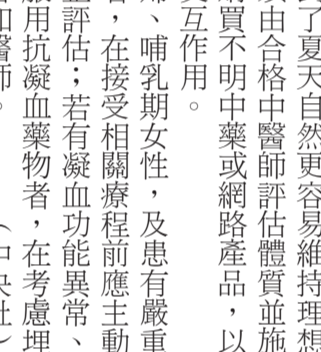 了夏天自然更容易維持理想
由合格中醫師評估體質並施
購買不明中藥或網路產品，以
交互作用。
婦、哺乳期女性，及患有嚴重
者，在接受相關療程前應主動
評估；若有凝血功能異常、
服用抗凝血藥物者，在考慮埋
醫師。
（中央社）